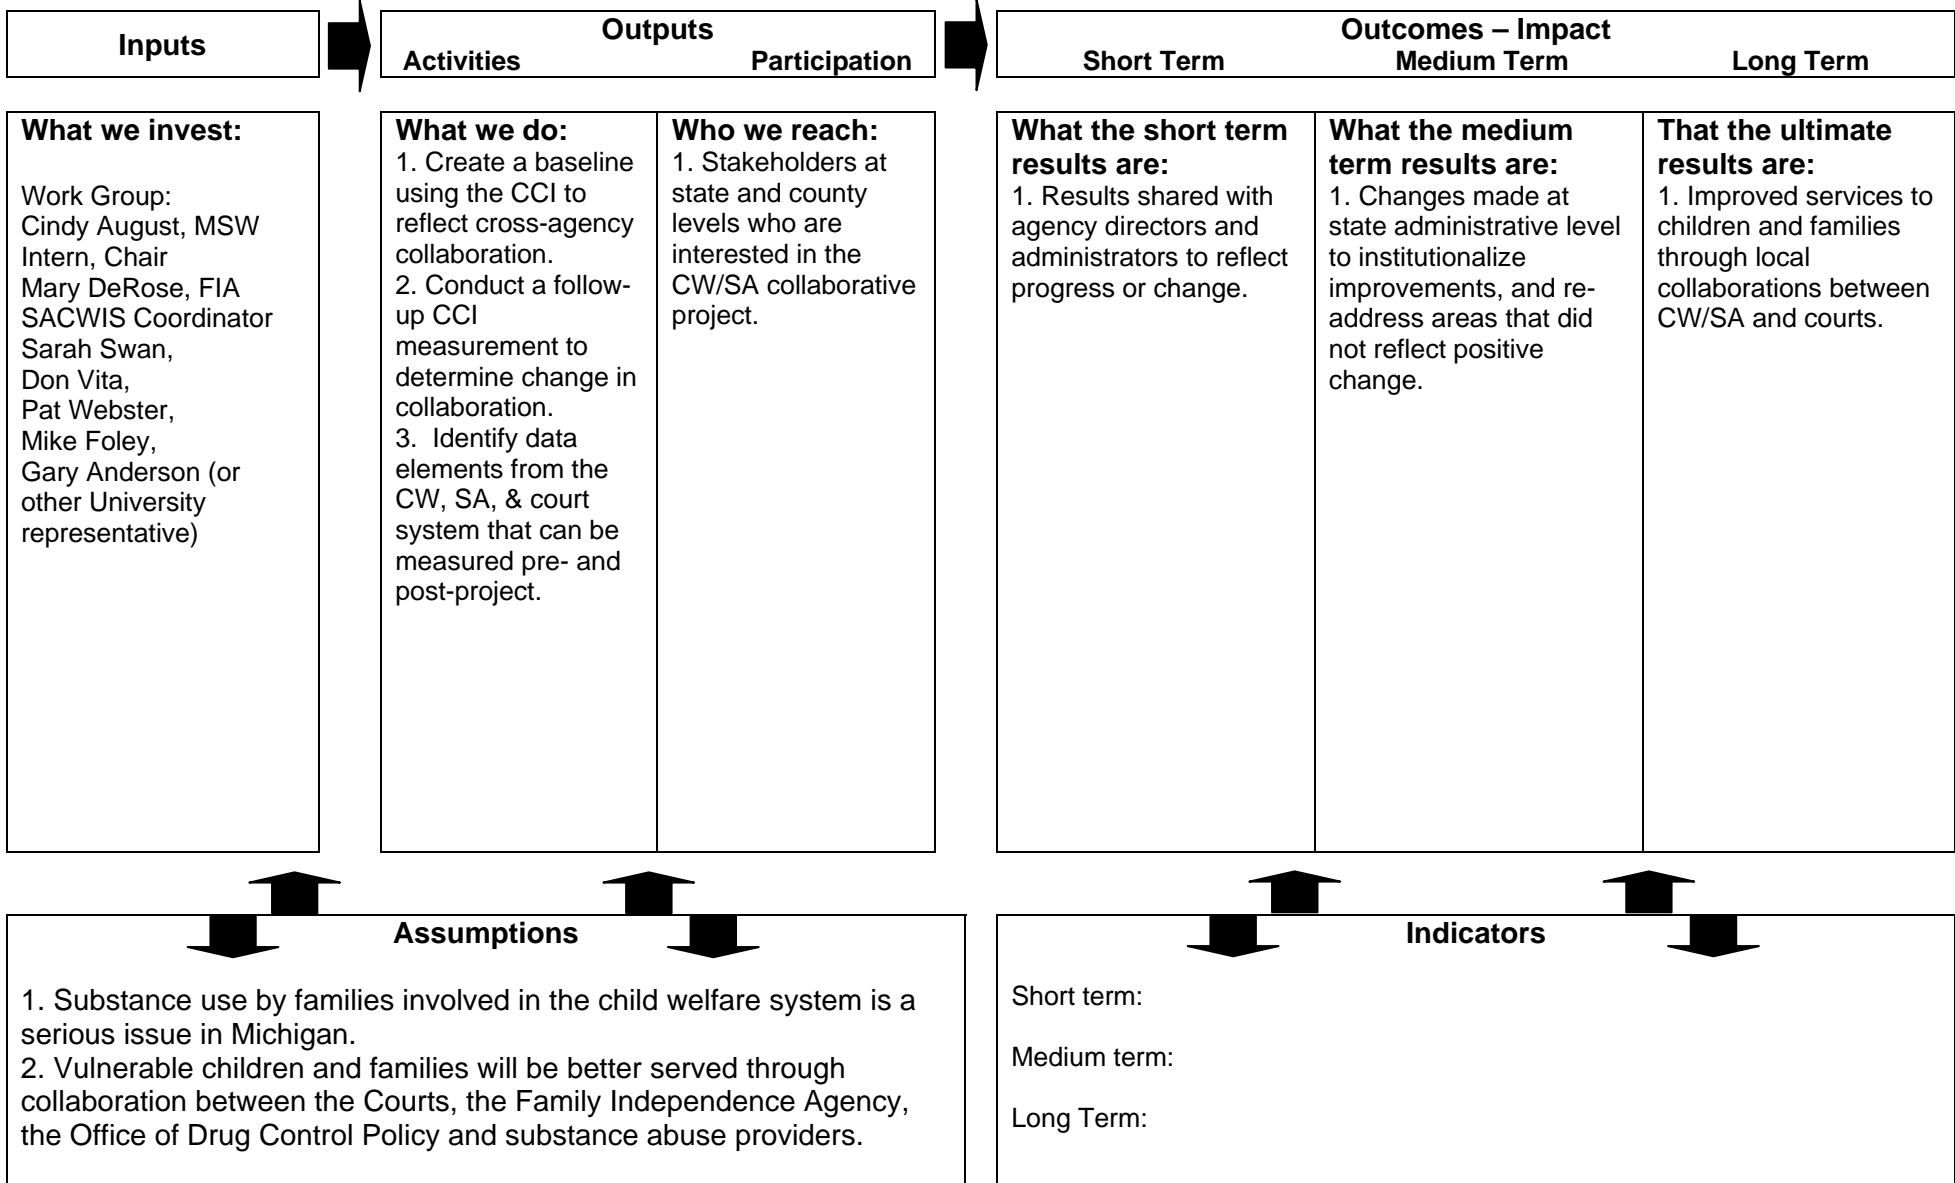 Inputs
Outputs
Activities Participation
Outcomes – Impact
Short Term Medium Term Long Term
What we invest:
Work Group:
Cindy August, MSW
Intern, Chair
Mary DeRose, FIA
SACWIS Coordinator
Sarah Swan,
Don Vita,
Pat Webster,
Mike Foley,
Gary Anderson (or
other University
representative)
What we do:
1. Create a baseline
using the CCI to
reflect cross-agency
collaboration.
2. Conduct a follow-
up CCI
measurement to
determine change in
collaboration.
3.  Identify data
elements from the
CW, SA, & court
system that can be
measured pre- and
post-project.
Who we reach:
1. Stakeholders at
state and county
levels who are
interested in the
CW/SA collaborative
project.
What the short term
results are:
1. Results shared with
agency directors and
administrators to reflect
progress or change.
What the medium
term results are:
1. Changes made at
state administrative level
to institutionalize
improvements, and re-
address areas that did
not reflect positive
change.
That the ultimate
results are:
1. Improved services to
children and families
through local
collaborations between
CW/SA and courts.
Assumptions
1. Substance use by families involved in the child welfare system is a
serious issue in Michigan.
2. Vulnerable children and families will be better served through
collaboration between the Courts, the Family Independence Agency,
the Office of Drug Control Policy and substance abuse providers.
Indicators
Short term:
Medium term:
Long Term: